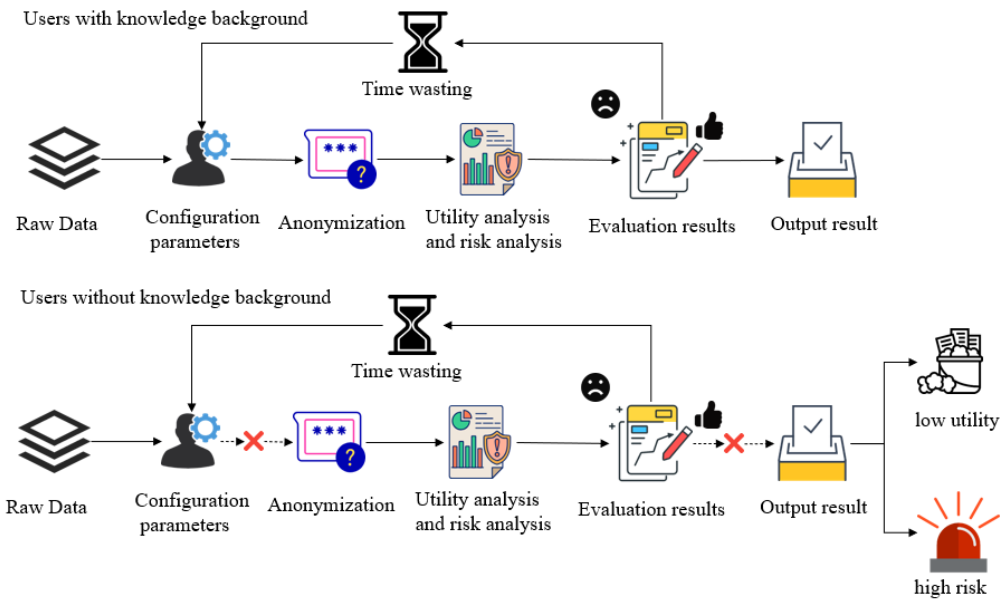 Users with knowledge background
Time wasting
Raw Data
Configuration
parameters
Anonymization
***
?
Utility analysis
and risk analysis
Evaluation results
Output result
Users without knowledge background
Time wasting
Raw Data
Configuration
parameters
Anonymization
***
?
Utility analysis
and risk analysis
Evaluation results
Output result
low utility
high risk